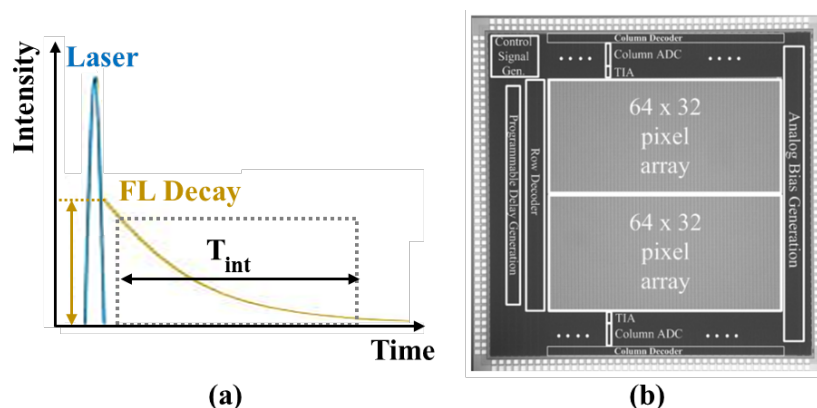 Laser
Intensity
FL Decay
T_int
Time
(a)
Control
Signal
Gen.
Column Decoder
Column ADC
TIA
64 x 32
pixel
array
Programmable Delay Generation
Row Decoder
Analog Bias Generation
64 x 32
pixel
array
TIA
Column ADC
Column Decoder
(b)